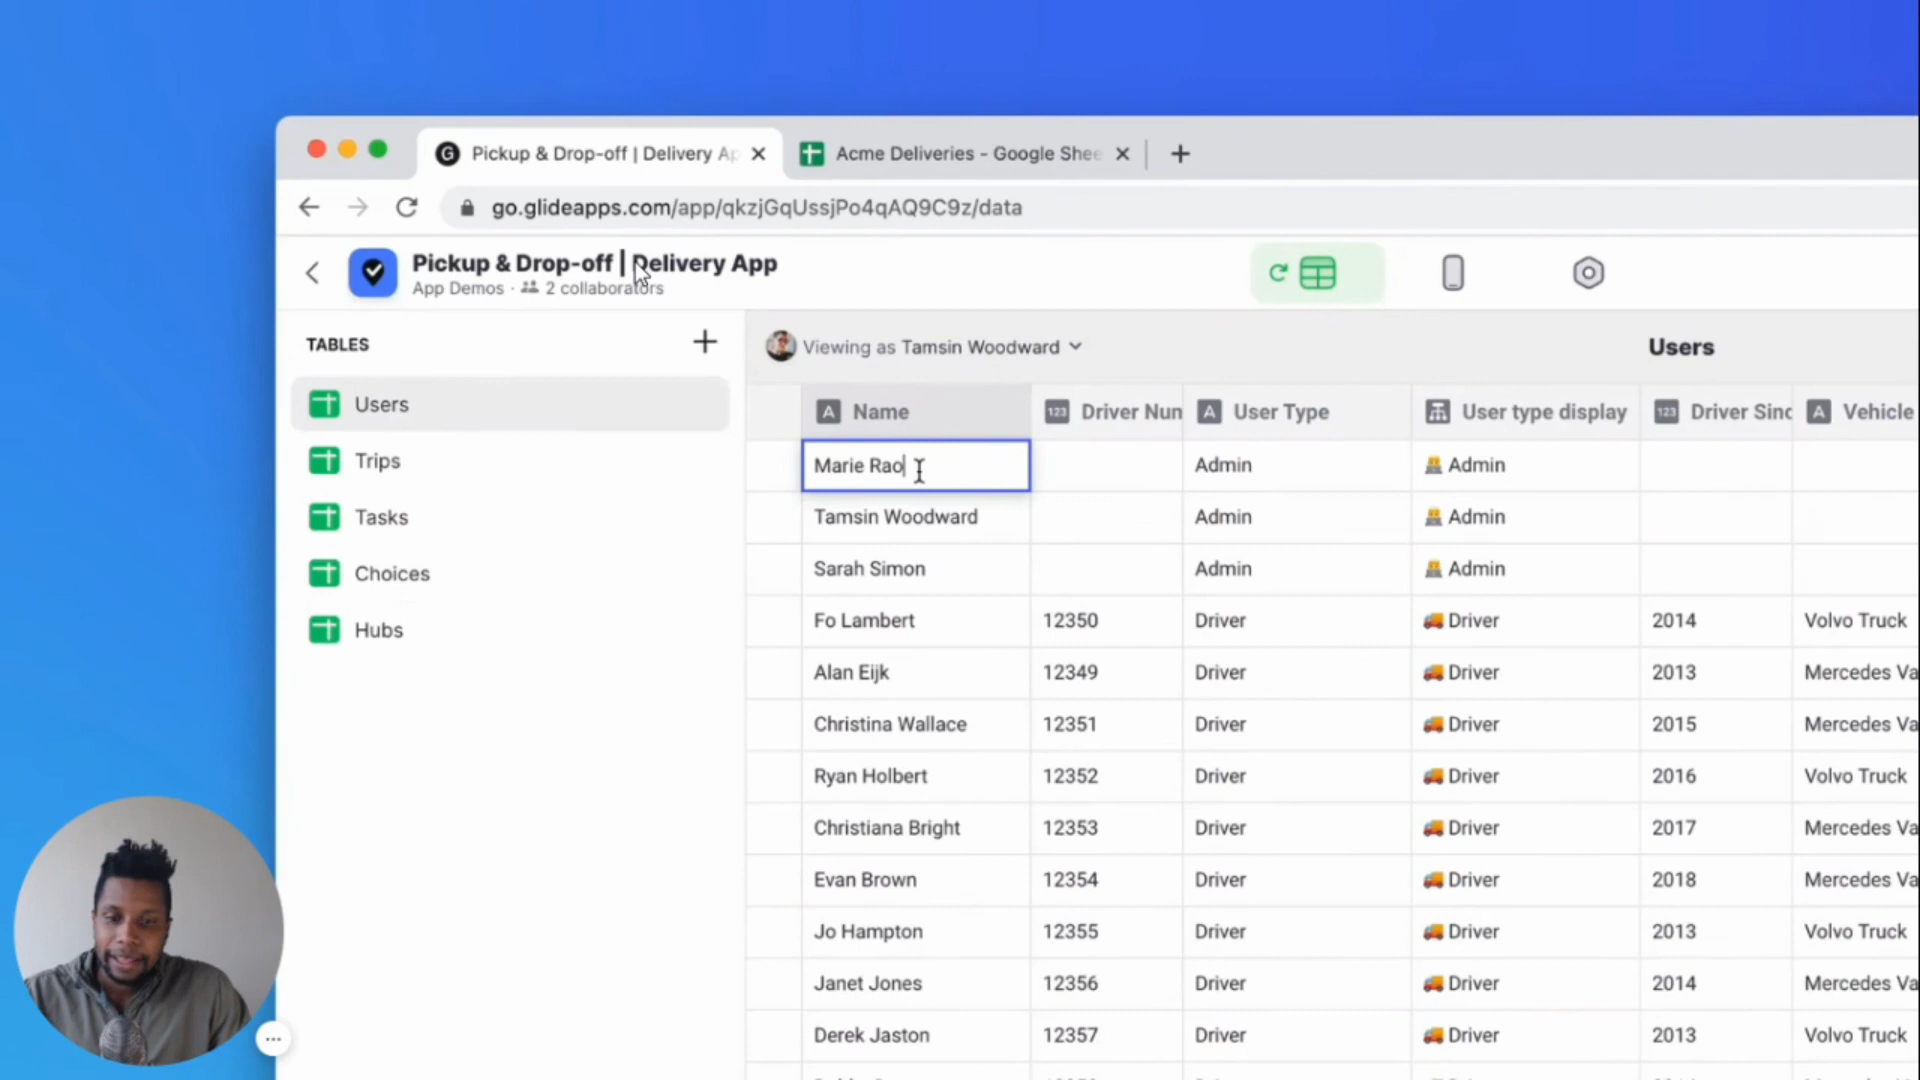 Pickup & Drop-off | Delivery Ap
Acme Deliveries - Google Shee
go.glideapps.com/app/qkzjGqUssjPo4qAQ9C9z/data
Pickup & Drop-off | Delivery App
App Demos · 2 collaborators
TABLES
Viewing as Tamsin Woodward
Users
Users
Trips
Tasks
Choices
Hubs
Name Driver Num User Type User type display Driver Sinc Vehicle
Marie Rao Admin Admin
Tamsin Woodward Admin Admin
Sarah Simon Admin Admin
Fo Lambert 12350 Driver Driver 2014 Volvo Truck
Alan Eijk 12349 Driver Driver 2013 Mercedes Va
Christina Wallace 12351 Driver Driver 2015 Mercedes Va
Ryan Holbert 12352 Driver Driver 2016 Volvo Truck
Christiana Bright 12353 Driver Driver 2017 Mercedes Va
Evan Brown 12354 Driver Driver 2018 Mercedes Va
Jo Hampton 12355 Driver Driver 2013 Volvo Truck
Janet Jones 12356 Driver Driver 2014 Mercedes Va
Derek Jaston 12357 Driver Driver 2013 Volvo Truck